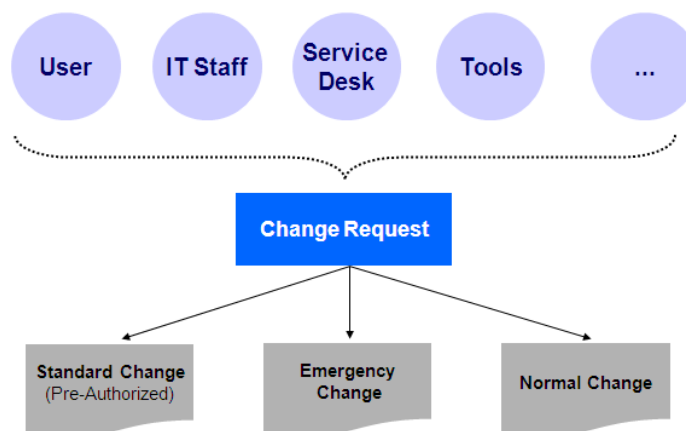 User
IT Staff
Service
Desk
Tools
...
Change Request
Standard Change
(Pre-Authorized)
Emergency
Change
Normal Change